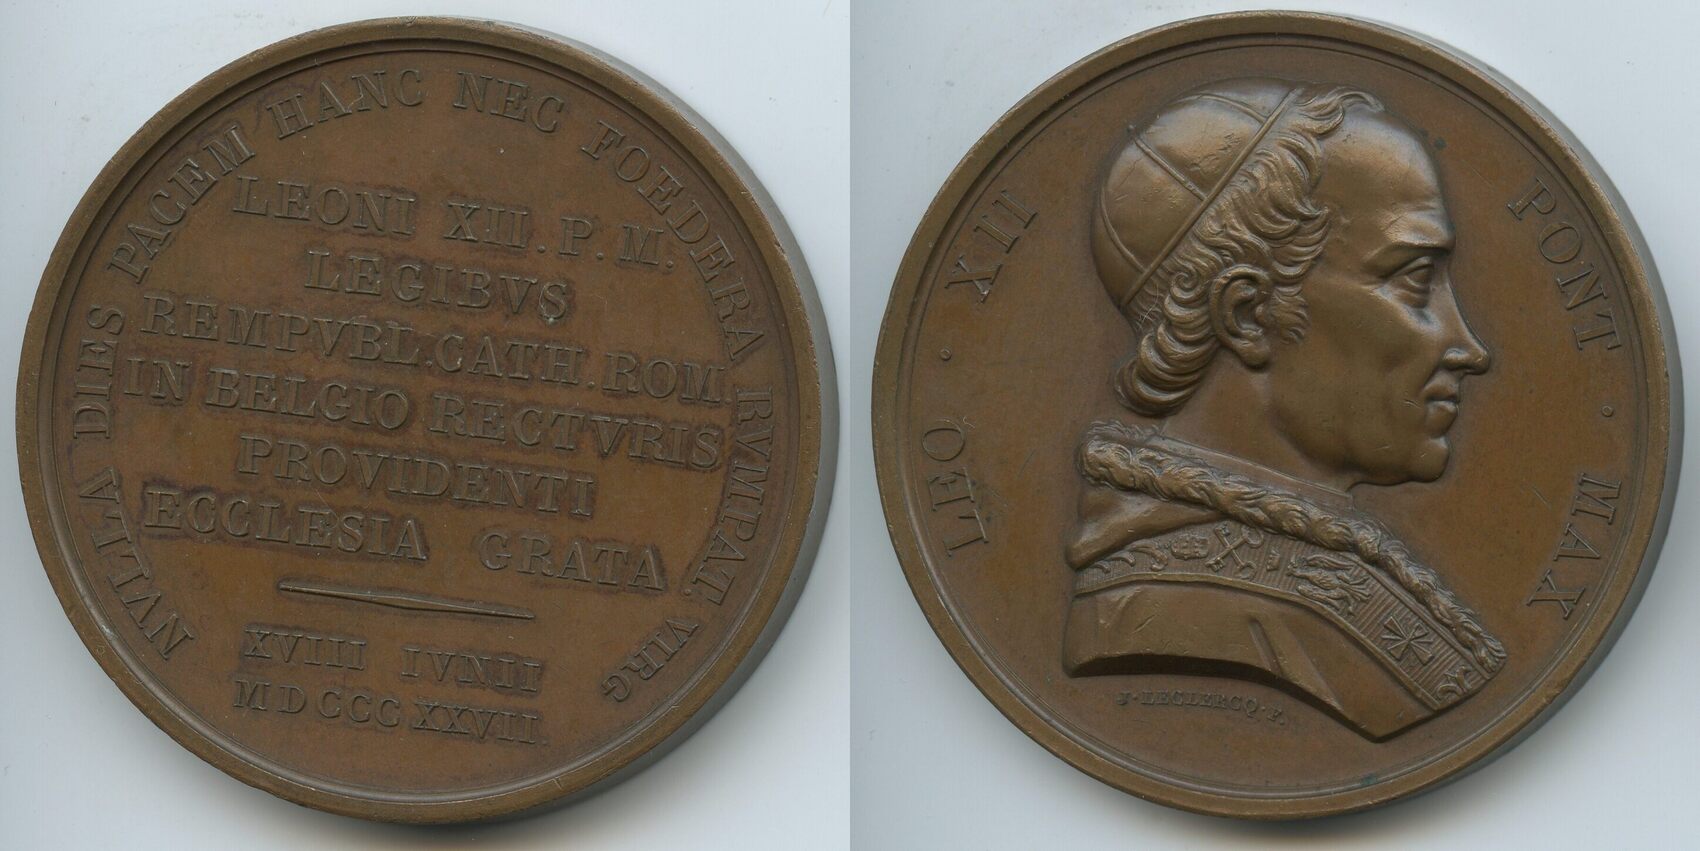 NVLLA DIES PACEM HANC NEC FOEDERA RVMPAT. VIRG
LEONI XII. P. M.
LEGIBVS
REMPVBL. CATH. ROM.
IN BELGIO RECTVRIS
PROVIDENTI
ECCLESIA GRATA.
XVIII IVNII
MDCCCXXVII.
LEO · XII PONT · MAX
J. LECLERCQ. F.